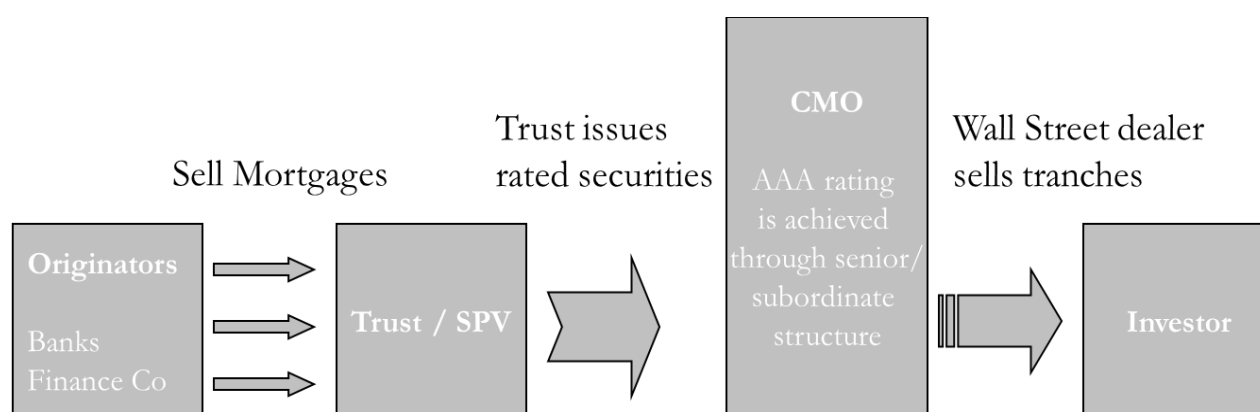 Originators
Banks
Finance Co
Sell Mortgages
Trust / SPV
Trust issues
rated securities
CMO
AAA rating
is achieved
through senior/
subordinate
structure
Wall Street dealer
sells tranches
Investor